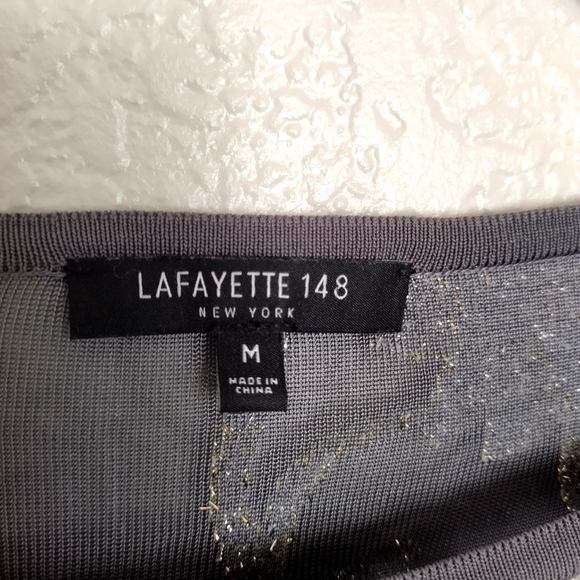 LAFAYETTE 148
NEW YORK
M
MADE IN
CHINA